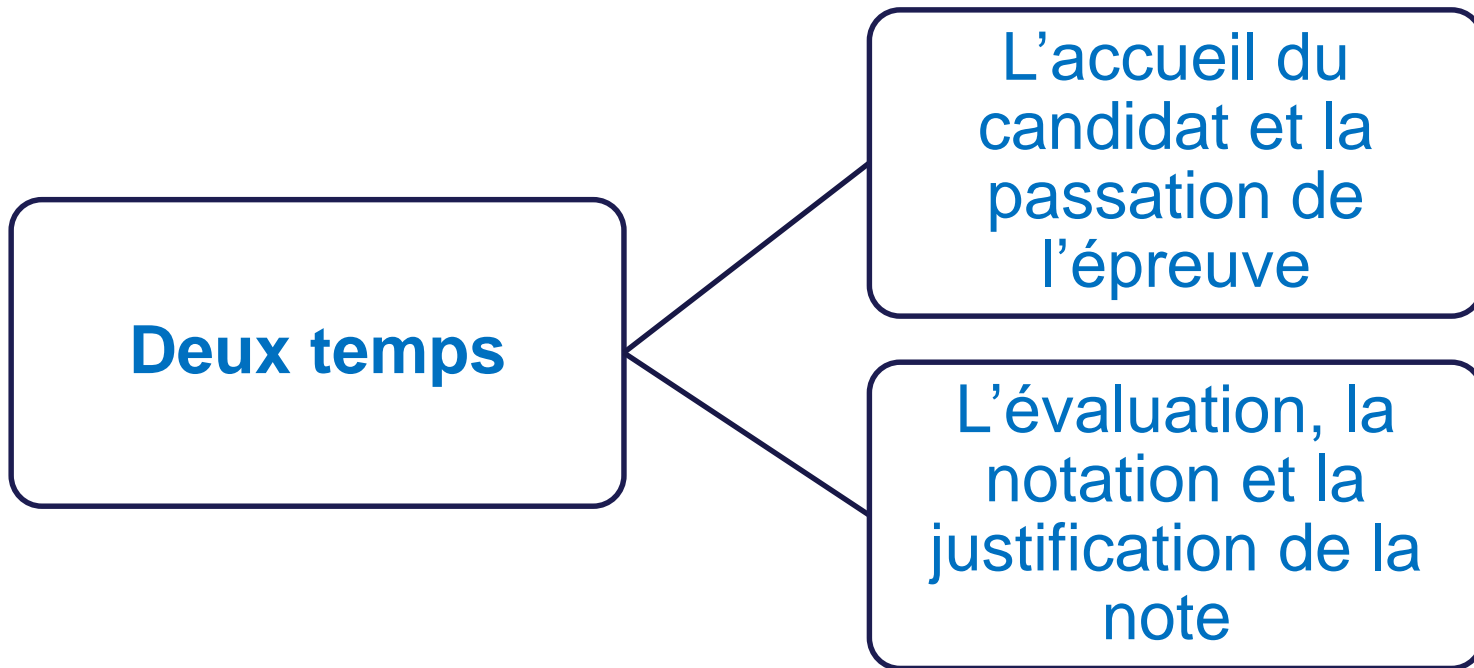 Deux temps
L’accueil du
candidat et la
passation de
l’épreuve
L’évaluation, la
notation et la
justification de la
note